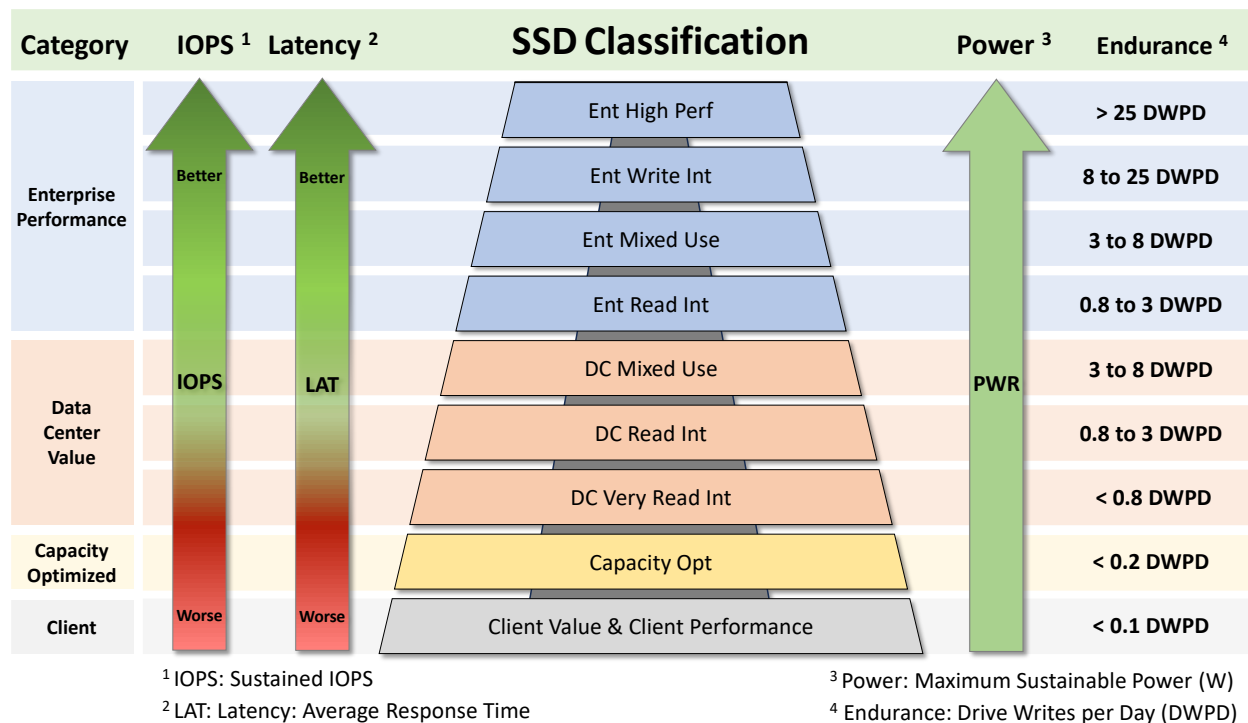 Category IOPS 1 Latency 2 SSD Classification Power 3 Endurance 4
Ent High Perf > 25 DWPD
Better Better Ent Write Int 8 to 25 DWPD
Enterprise
Performance
Ent Mixed Use 3 to 8 DWPD
Ent Read Int 0.8 to 3 DWPD
IOPS LAT DC Mixed Use PWR 3 to 8 DWPD
Data
Center
Value
DC Read Int 0.8 to 3 DWPD
DC Very Read Int < 0.8 DWPD
Capacity
Optimized
Capacity Opt < 0.2 DWPD
Client Worse Worse Client Value & Client Performance < 0.1 DWPD
1 IOPS: Sustained IOPS
2 LAT: Latency: Average Response Time
3 Power: Maximum Sustainable Power (W)
4 Endurance: Drive Writes per Day (DWPD)